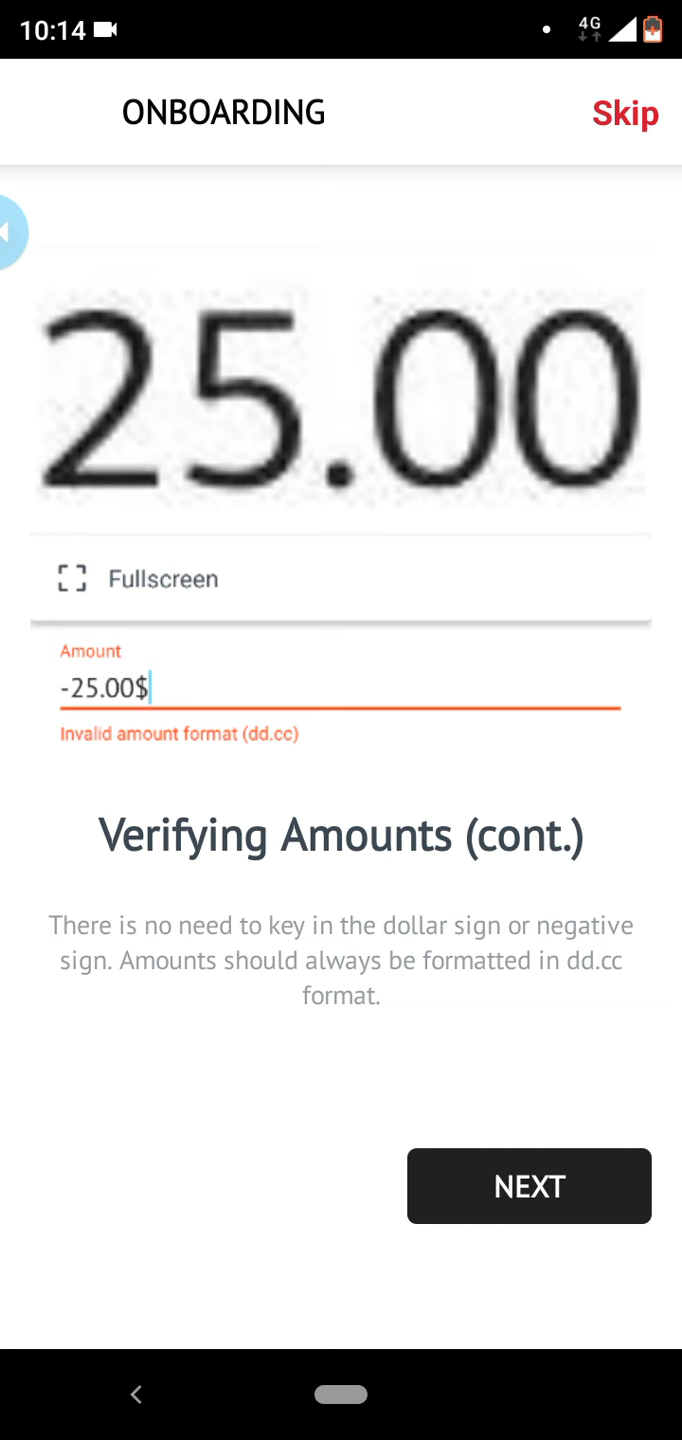 10:14
4G
ONBOARDING
Skip
25.00
Fullscreen
Amount
-25.00$
Invalid amount format (dd.cc)
Verifying Amounts (cont.)
There is no need to key in the dollar sign or negative
sign. Amounts should always be formatted in dd.cc
format.
NEXT